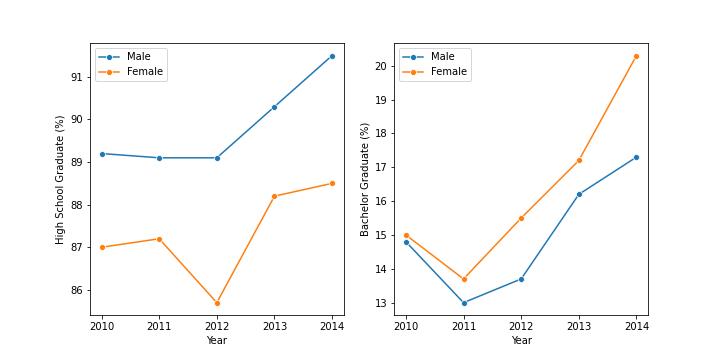 Male
Female
91
90
89
88
87
86
High School Graduate (%)
2010 2011 2012 2013 2014
Year
Male
Female
20
19
18
17
16
15
14
13
Bachelor Graduate (%)
2010 2011 2012 2013 2014
Year